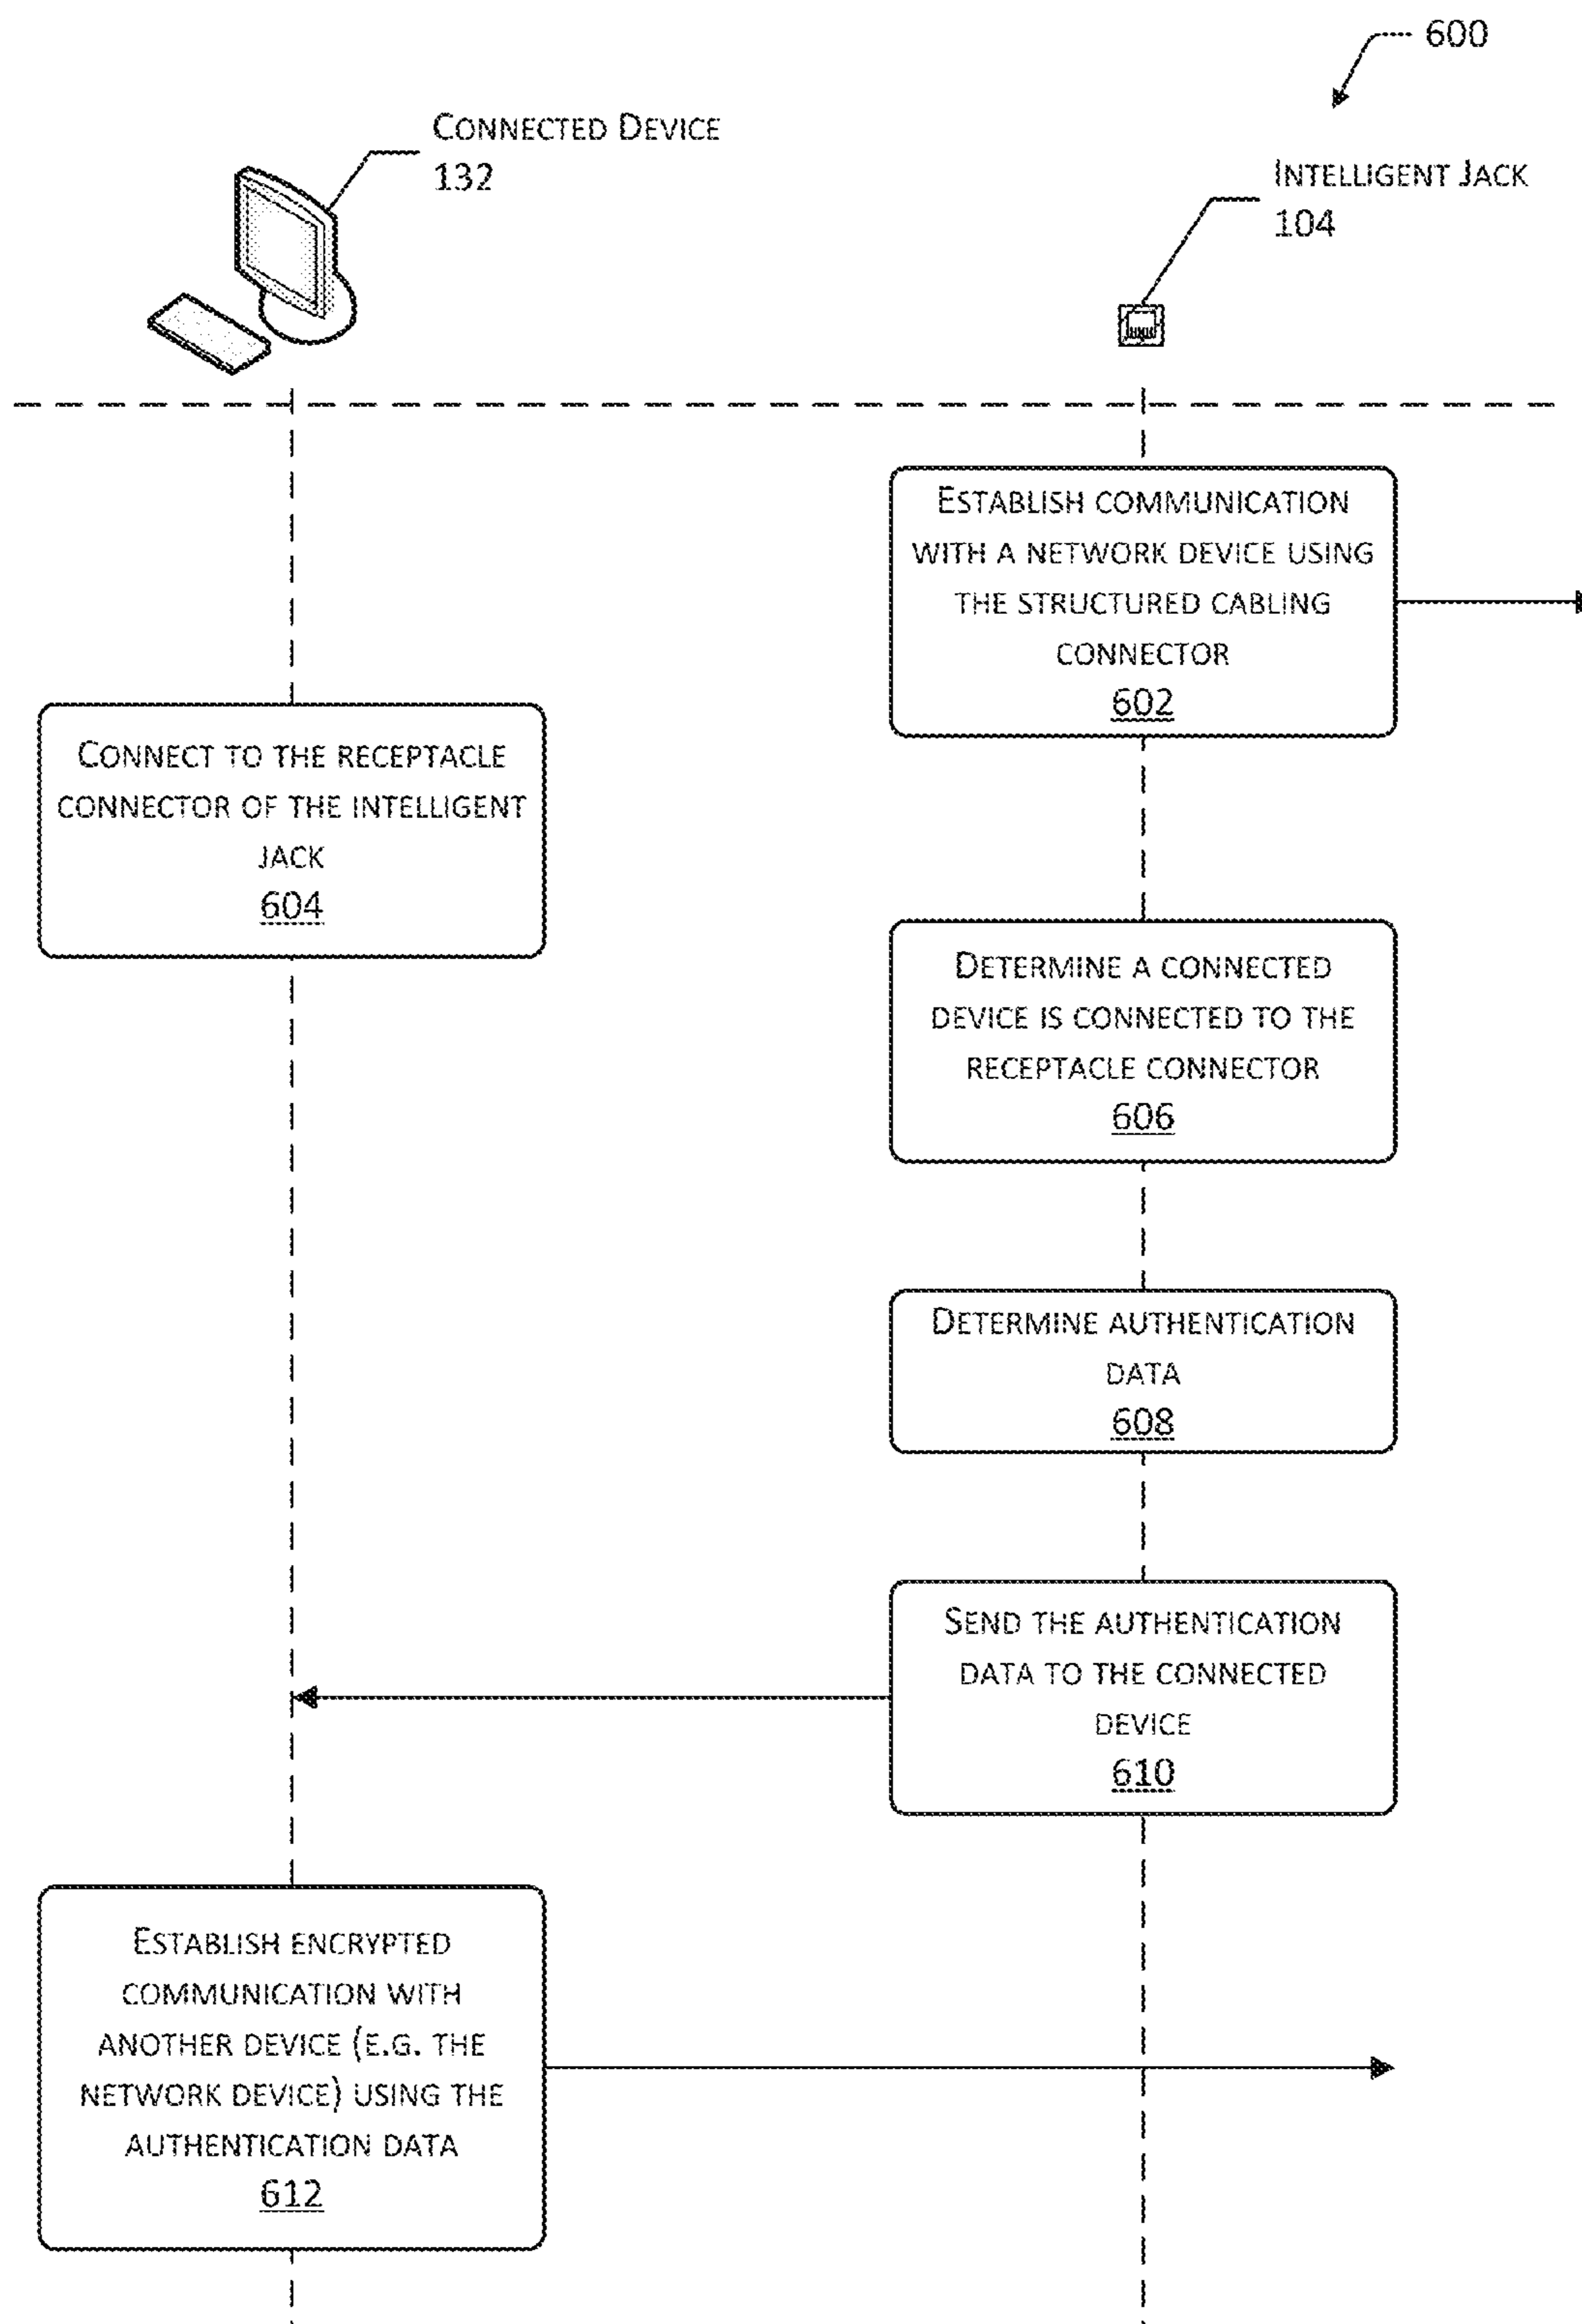 600
CONNECTED DEVICE
132
INTELLIGENT JACK
104
ESTABLISH COMMUNICATION
WITH A NETWORK DEVICE USING
THE STRUCTURED CABLING
CONNECTOR
602
CONNECT TO THE RECEPTACLE
CONNECTOR OF THE INTELLIGENT
JACK
604
DETERMINE A CONNECTED
DEVICE IS CONNECTED TO THE
RECEPTACLE CONNECTOR
606
DETERMINE AUTHENTICATION
DATA
608
SEND THE AUTHENTICATION
DATA TO THE CONNECTED
DEVICE
610
ESTABLISH ENCRYPTED
COMMUNICATION WITH
ANOTHER DEVICE (E.G. THE
NETWORK DEVICE) USING THE
AUTHENTICATION DATA
612